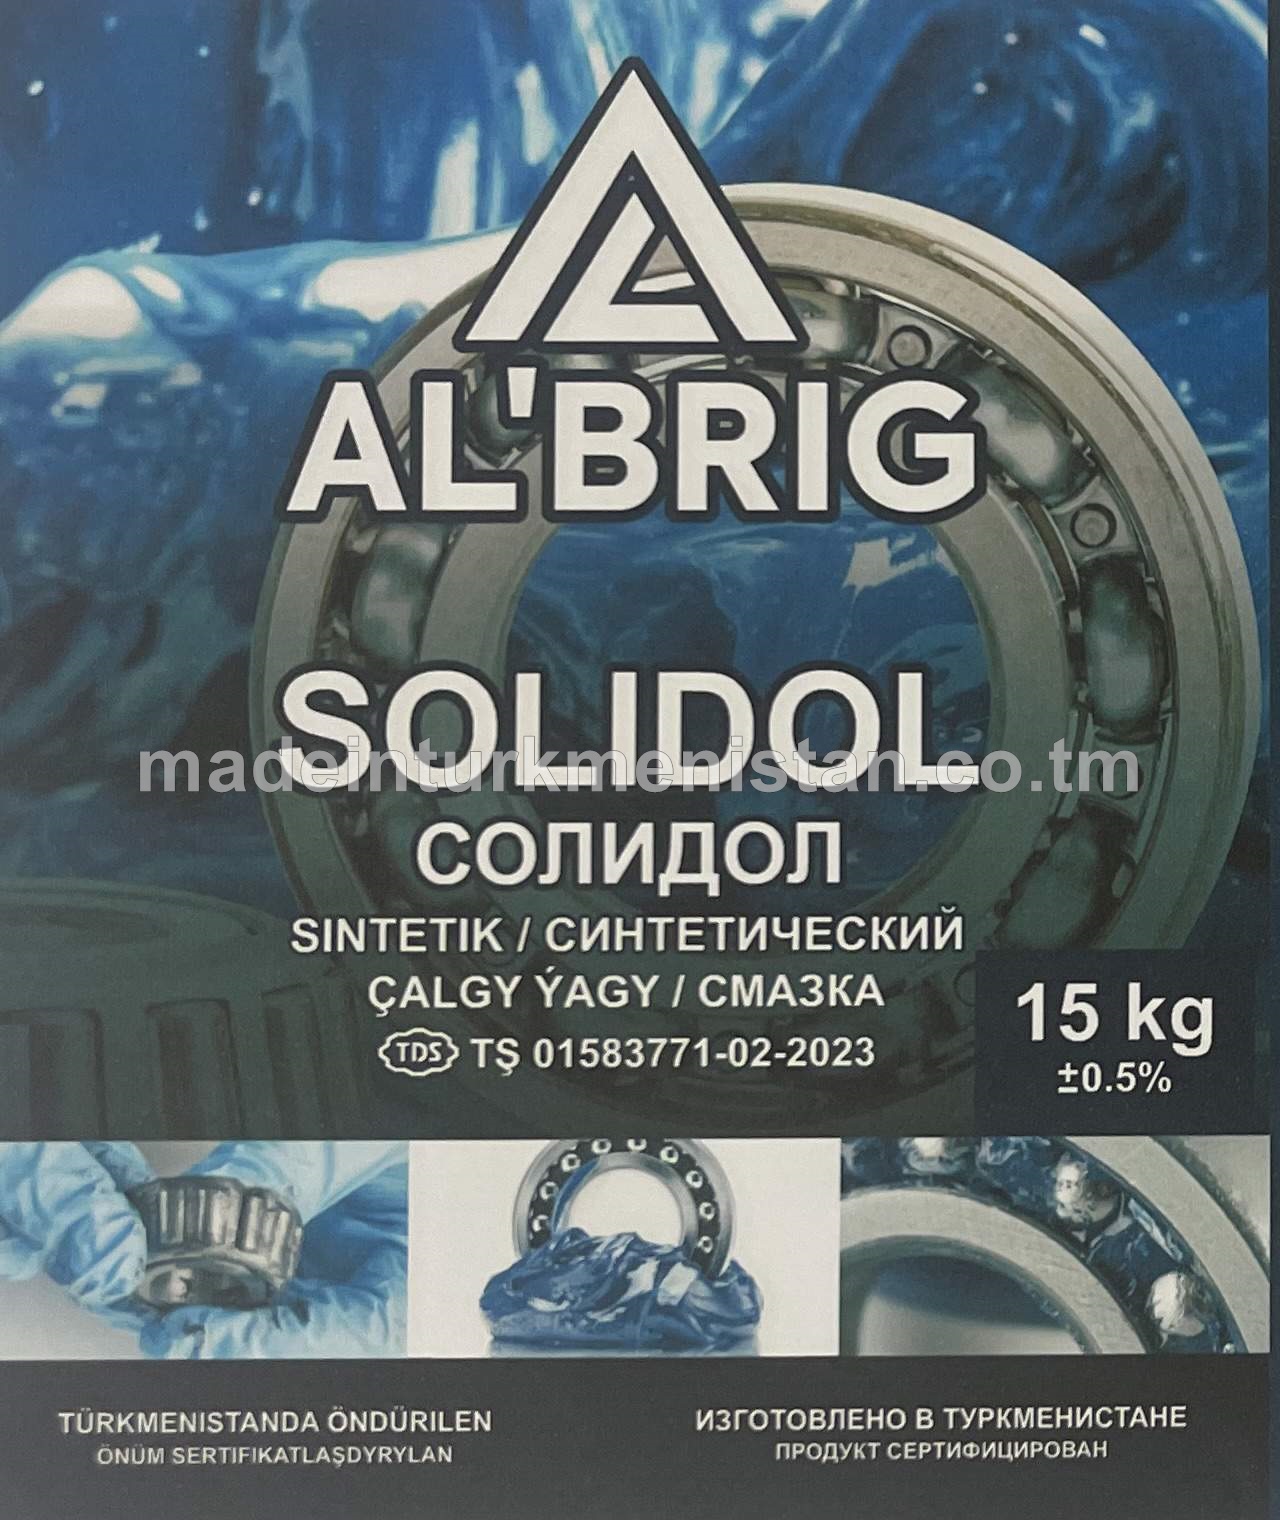 AL'BRIG
SOLIDOL
madeinturkmenistan.co.tm
СОЛИДОЛ
SINTETIK / СИНТЕТИЧЕСКИЙ
ÇALGY ÝAGY / СМАЗКА
TDS TŞ 01583771-02-2023
15 kg
±0.5%
TÜRKMENISTANDA ÖNDÜRILEN
ÖNÜM SERTIFIKATLAŞDYRYLAN
ИЗГОТОВЛЕНО В ТУРКМЕНИСТАНЕ
ПРОДУКТ СЕРТИФИЦИРОВАН